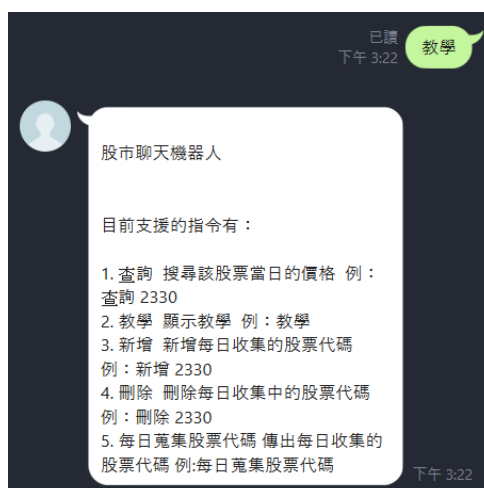 已讀
下午 3:22
教學
股市聊天機器人
目前支援的指令有：
1. 查詢 搜尋該股票當日的價格 例：
查詢 2330
2. 教學 顯示教學 例：教學
3. 新增 新增每日收集的股票代碼
例：新增 2330
4. 刪除 刪除每日收集中的股票代碼
例：刪除 2330
5. 每日蒐集股票代碼 傳出每日收集的
股票代碼 例:每日蒐集股票代碼
下午 3:22